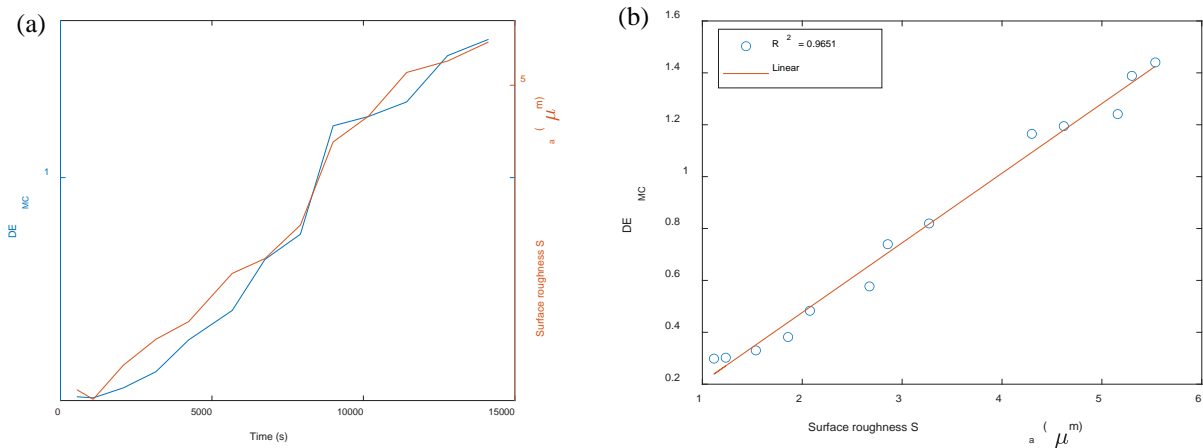 (a)
DE MC
1
5
Surface roughness S a ( μ m)
0
5000
10000
15000
Time (s)
(b)
R 2 = 0.9651
Linear
1.6
1.4
1.2
1
0.8
0.6
0.4
0.2
DE MC
1
2
3
4
5
6
Surface roughness S a ( μ m)